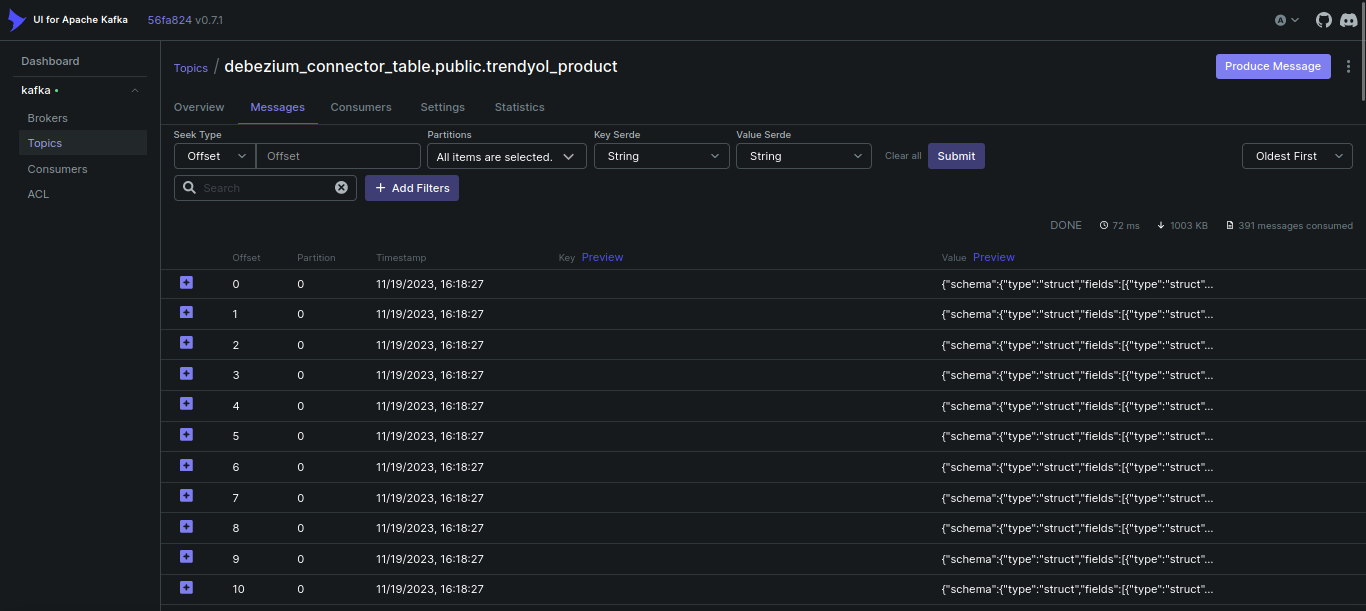 UI for Apache Kafka 56fa824 v0.7.1 A
Dashboard
kafka
Brokers
Topics
Consumers
ACL
Topics / debezium_connector_table.public.trendyol_product Produce Message
Overview Messages Consumers Settings Statistics
Seek Type Partitions Key Serde Value Serde
Offset Offset All items are selected. String String Clear all Submit Oldest First
Search + Add Filters
DONE 72 ms 1003 KB 391 messages consumed
Offset Partition Timestamp Key Preview Value Preview
0 0 11/19/2023, 16:18:27 {"schema":{"type":"struct","fields":[{"type":"struct"...
1 0 11/19/2023, 16:18:27 {"schema":{"type":"struct","fields":[{"type":"struct"...
2 0 11/19/2023, 16:18:27 {"schema":{"type":"struct","fields":[{"type":"struct"...
3 0 11/19/2023, 16:18:27 {"schema":{"type":"struct","fields":[{"type":"struct"...
4 0 11/19/2023, 16:18:27 {"schema":{"type":"struct","fields":[{"type":"struct"...
5 0 11/19/2023, 16:18:27 {"schema":{"type":"struct","fields":[{"type":"struct"...
6 0 11/19/2023, 16:18:27 {"schema":{"type":"struct","fields":[{"type":"struct"...
7 0 11/19/2023, 16:18:27 {"schema":{"type":"struct","fields":[{"type":"struct"...
8 0 11/19/2023, 16:18:27 {"schema":{"type":"struct","fields":[{"type":"struct"...
9 0 11/19/2023, 16:18:27 {"schema":{"type":"struct","fields":[{"type":"struct"...
10 0 11/19/2023, 16:18:27 {"schema":{"type":"struct","fields":[{"type":"struct"...